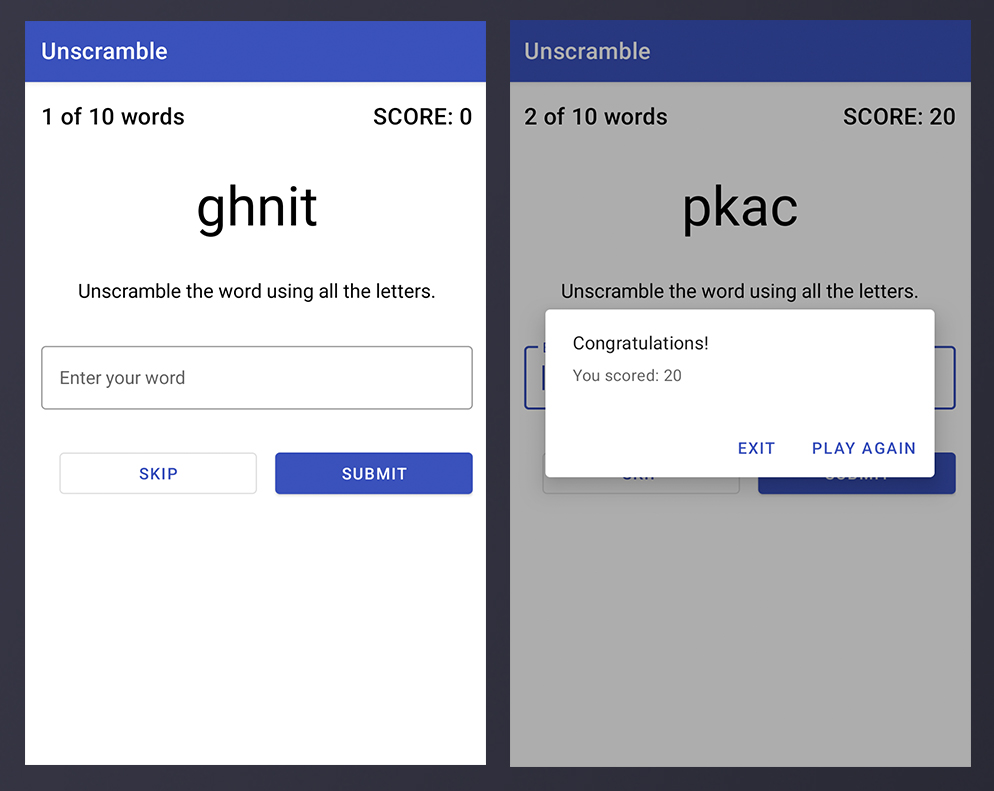 Unscramble
1 of 10 words
SCORE: 0
ghnit
Unscramble the word using all the letters.
Enter your word
SKIP
SUBMIT
Unscramble
2 of 10 words
SCORE: 20
pkac
Unscramble the word using all the letters.
Congratulations!
You scored: 20
EXIT
PLAY AGAIN
SKIP
SUBMIT